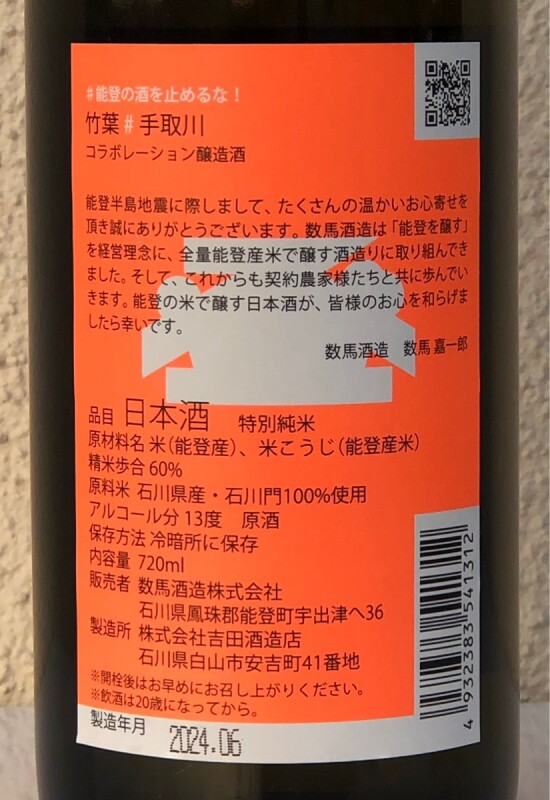 #能登の酒を止めるな！
竹葉#手取川
コラボレーション醸造酒
能登半島地震に際しまして、たくさんの温かいお心寄せを
頂き誠にありがとうございます。数馬酒造は「能登を醸す」
を経営理念に、全量能登産米で醸す酒造りに取り組んでき
ました。そして、これからも契約農家様たちと共に歩んでい
きます。能登の米で醸す日本酒が、皆様のお心を和らげま
したら幸いです。
数馬酒造 数馬嘉一郎
品目 日本酒 特別純米
原材料名 米（能登産）、米こうじ（能登産米）
精米歩合 60%
原料米 石川県産・石川門100%使用
アルコール分 13度 原酒
保存方法 冷暗所に保存
内容量 720ml
販売者 数馬酒造株式会社
石川県鳳珠郡能登町宇出津ヘ36
製造所 株式会社吉田酒造店
石川県白山市安吉町41番地
※開栓後はお早めにお召し上がりください。
※飲酒は20歳になってから。
製造年月 2024.06
4 932383 541312